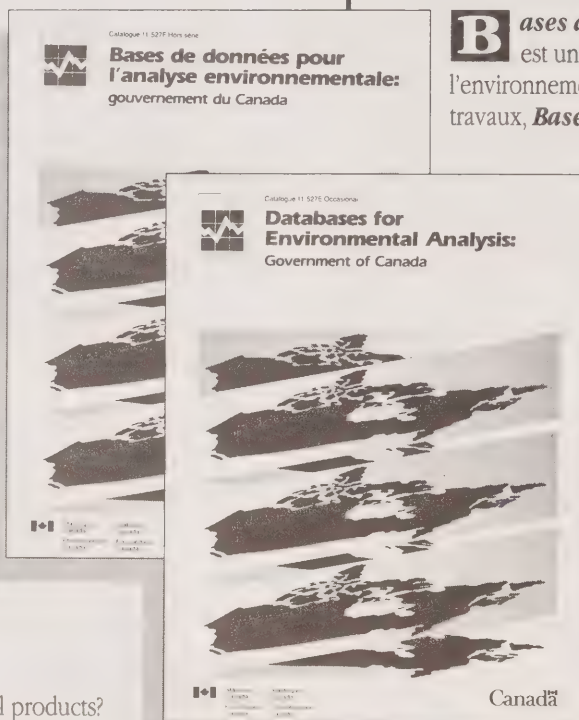 Catalogue 11 527F Hors série
Bases de données pour
l'analyse environnementale:
gouvernement du Canada
B ases
est un
l'environneme
travaux, Base
Catalogue 11 527E Occasional
Databases for
Environmental Analysis:
Government of Canada
Canada
l products?